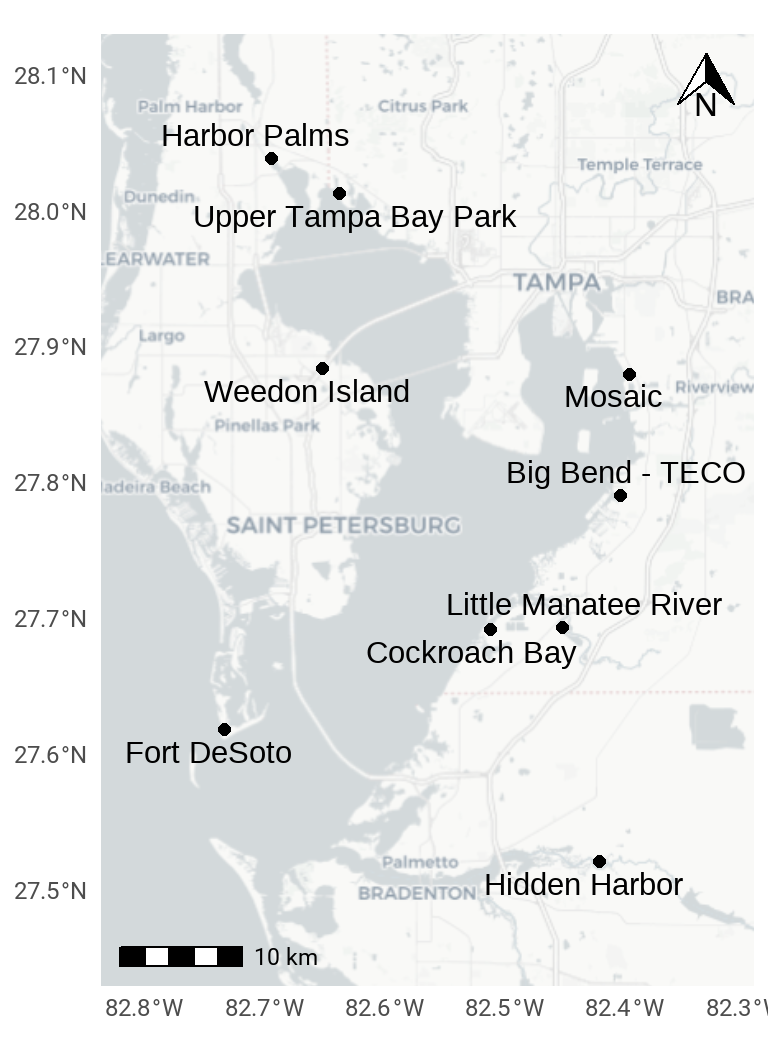 28.1°N
N
Palm Harbor
Citrus Park
Harbor Palms
Temple Terrace
Dunedin
28.0°N
Upper Tampa Bay Park
LEARWATER
TAMPA
BRA
27.9°N
Largo
Weedon Island
Mosaic
Riverview
Pinellas Park
27.8°N
Big Bend - TECO
Madeira Beach
SAINT PETERSBURG
27.7°N
Little Manatee River
Cockroach Bay
27.6°N
Fort DeSoto
27.5°N
Palmetto
BRADENTON
Hidden Harbor
10 km
82.8°W
82.7°W
82.6°W
82.5°W
82.4°W
82.3°W